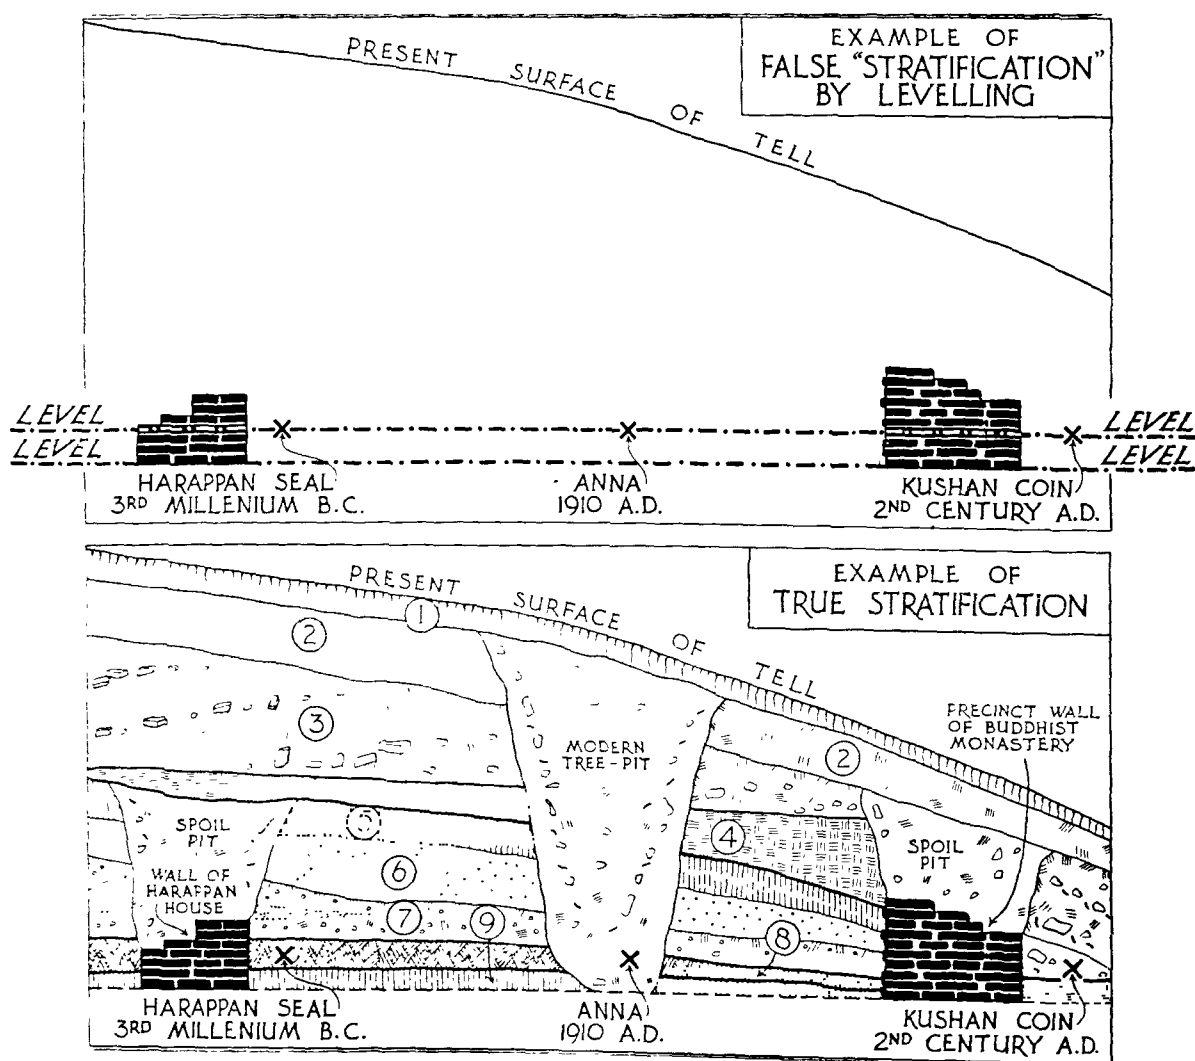 EXAMPLE OF
FALSE "STRATIFICATION"
BY LEVELLING
PRESENT SURFACE OF TELL
LEVEL
LEVEL
LEVEL
LEVEL
HARAPPAN SEAL
3RD MILLENIUM B.C.
ANNA
1910 A.D.
KUSHAN COIN
2ND CENTURY A.D.
EXAMPLE OF
TRUE STRATIFICATION
PRESENT SURFACE OF TELL
1
2
3
MODERN
TREE-PIT
PRECINCT WALL
OF BUDDHIST
MONASTERY
2
5
4
SPOIL
PIT
SPOIL
PIT
6
WALL OF
HARAPPAN
HOUSE
7
9
8
HARAPPAN SEAL
3RD MILLENIUM B.C.
ANNA
1910 A.D.
KUSHAN COIN
2ND CENTURY A.D.